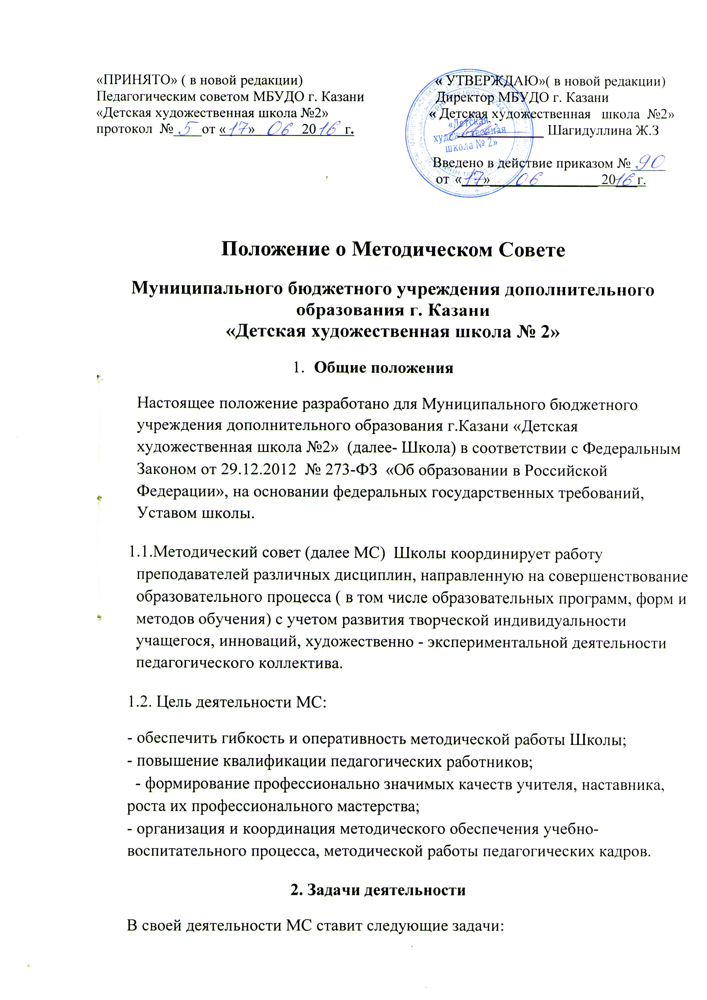 «ПРИНЯТО» ( в новой редакции)
Педагогическим советом МБУДО г. Казани
«Детская художественная школа №2»
протокол №5 от «17» 06 2016 г.
« УТВЕРЖДАЮ»( в новой редакции)
Директор МБУДО г. Казани
« Детская художественная школа №2»
Шагидуллина Ж.З
Введено в действие приказом № 90
от «17» 06 2016 г.
«Детская
художественная
школа № 2»
Положение о Методическом Совете
Муниципального бюджетного учреждения дополнительного
образования г. Казани
«Детская художественная школа № 2»
1. Общие положения
Настоящее положение разработано для Муниципального бюджетного
учреждения дополнительного образования г.Казани «Детская
художественная школа №2» (далее- Школа) в соответствии с Федеральным
Законом от 29.12.2012 № 273-ФЗ «Об образовании в Российской
Федерации», на основании федеральных государственных требований,
Уставом школы.
1.1.Методический совет (далее МС) Школы координирует работу
преподавателей различных дисциплин, направленную на совершенствование
образовательного процесса ( в том числе образовательных программ, форм и
методов обучения) с учетом развития творческой индивидуальности
учащегося, инноваций, художественно - экспериментальной деятельности
педагогического коллектива.
1.2. Цель деятельности МС:
- обеспечить гибкость и оперативность методической работы Школы;
- повышение квалификации педагогических работников;
- формирование профессионально значимых качеств учителя, наставника,
роста их профессионального мастерства;
- организация и координация методического обеспечения учебно-
воспитательного процесса, методической работы педагогических кадров.
2. Задачи деятельности
В своей деятельности МС ставит следующие задачи: